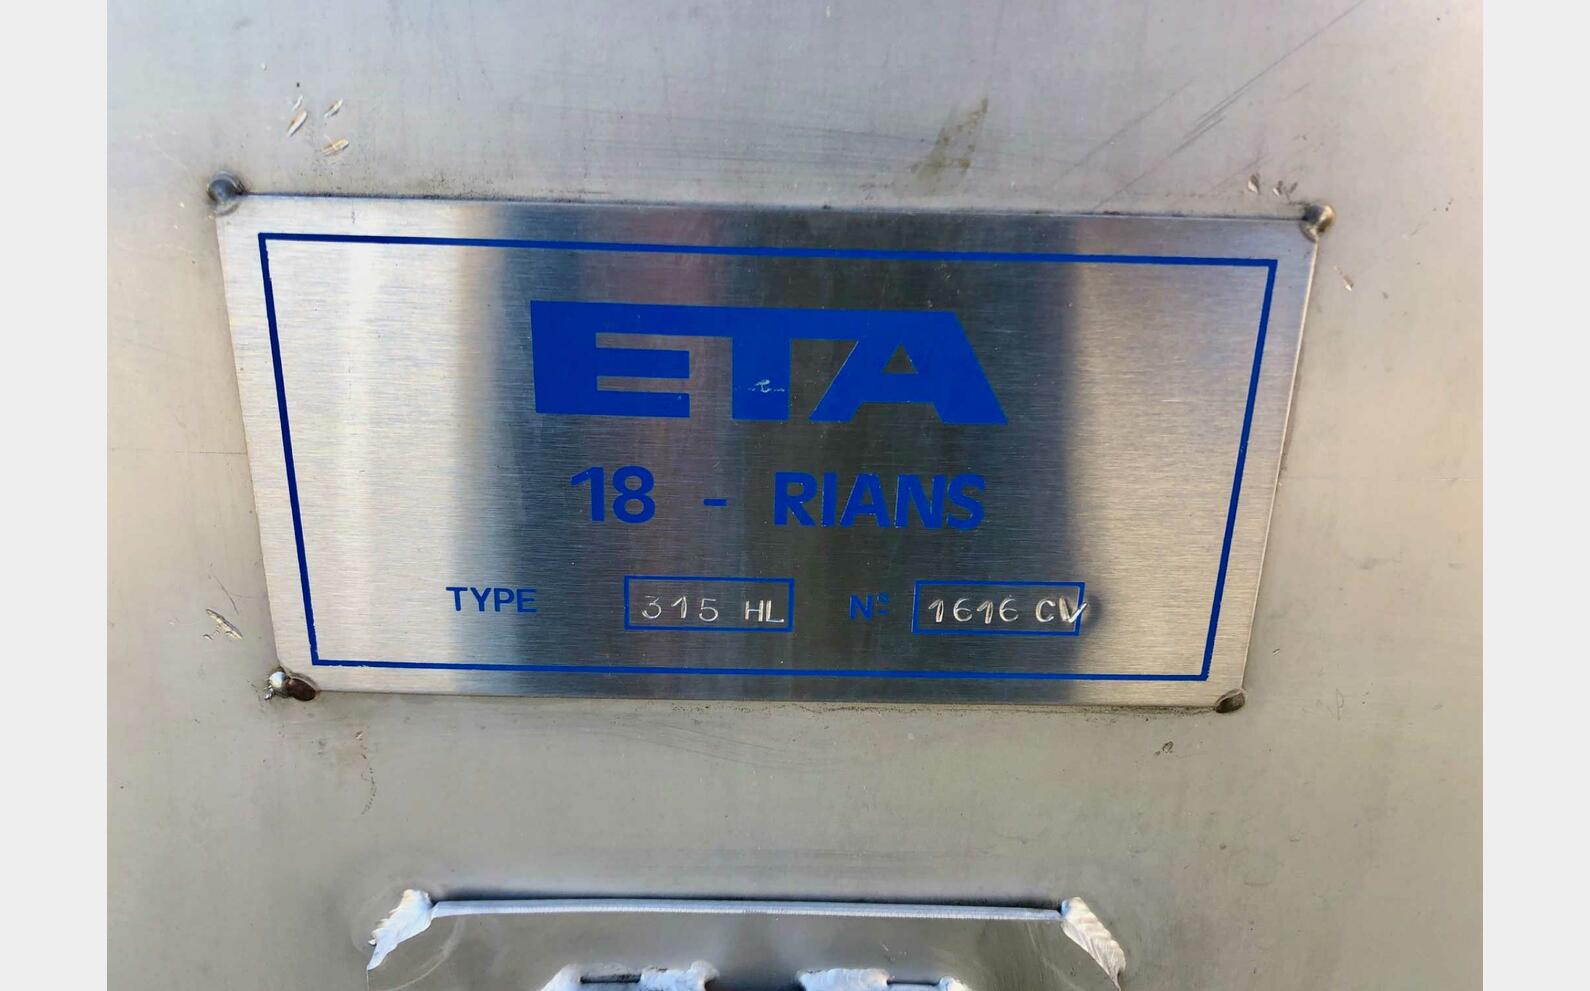 ETA
18 - RIANS
TYPE 315 HL Nº 1616 CV